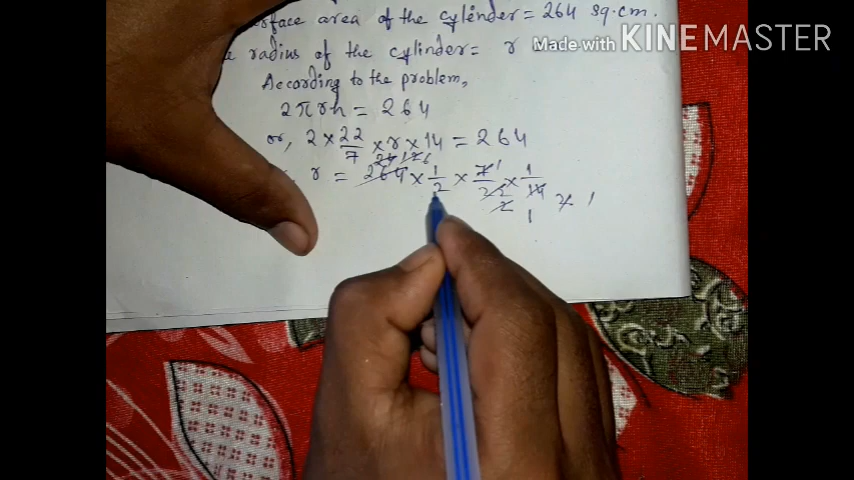 surface area of the cylinder = 264 sq.cm.
radius of the cylinder = r
Made with KINEMASTER
According to the problem,
2πrh = 264
or, 2 × 22/7 × r × 14 = 264
r = 264 × 1/2 × 7/22 × 1/14